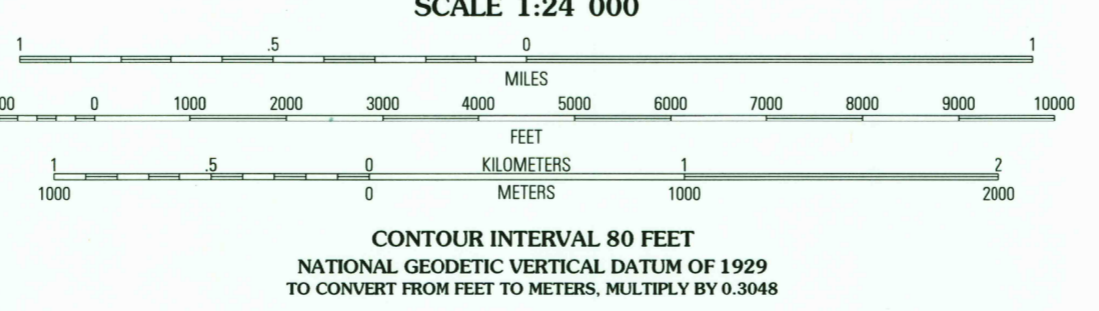 SCALE 1:24 000
1 .5 0 1
MILES
0 1000 2000 3000 4000 5000 6000 7000 8000 9000 10000
FEET
1 .5 0 KILOMETERS 1 2
1000 0 METERS 1000 2000
CONTOUR INTERVAL 80 FEET
NATIONAL GEODETIC VERTICAL DATUM OF 1929
TO CONVERT FROM FEET TO METERS, MULTIPLY BY 0.3048